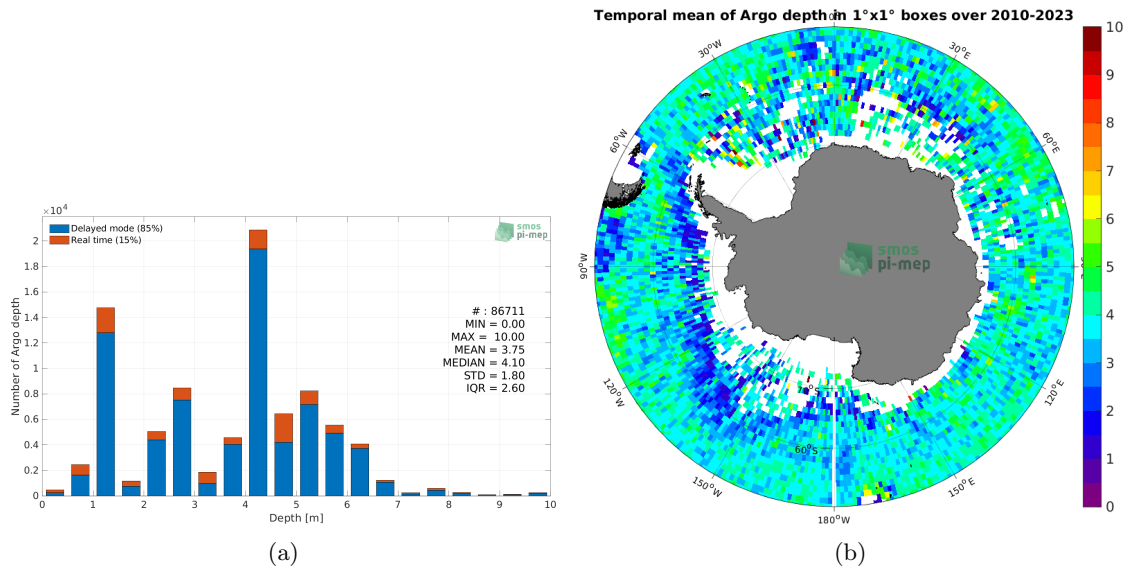 Temporal mean of Argo depth in 1°x1° boxes over 2010-2023
×10⁴
Delayed mode (85%)
Real time (15%)
smos
pi-mep
# : 86711
MIN = 0.00
MAX = 10.00
MEAN = 3.75
MEDIAN = 4.10
STD = 1.80
IQR = 2.60
Number of Argo depth
2
1.8
1.6
1.4
1.2
1
0.8
0.6
0.4
0.2
0
0 1 2 3 4 5 6 7 8 9 10
Depth [m]
(a)
30°W
30°E
60°W
60°E
90°W
120°W
120°E
150°W
150°E
180°W
60°S
smos
pi-mep
10
9
8
7
6
5
4
3
2
1
0
(b)